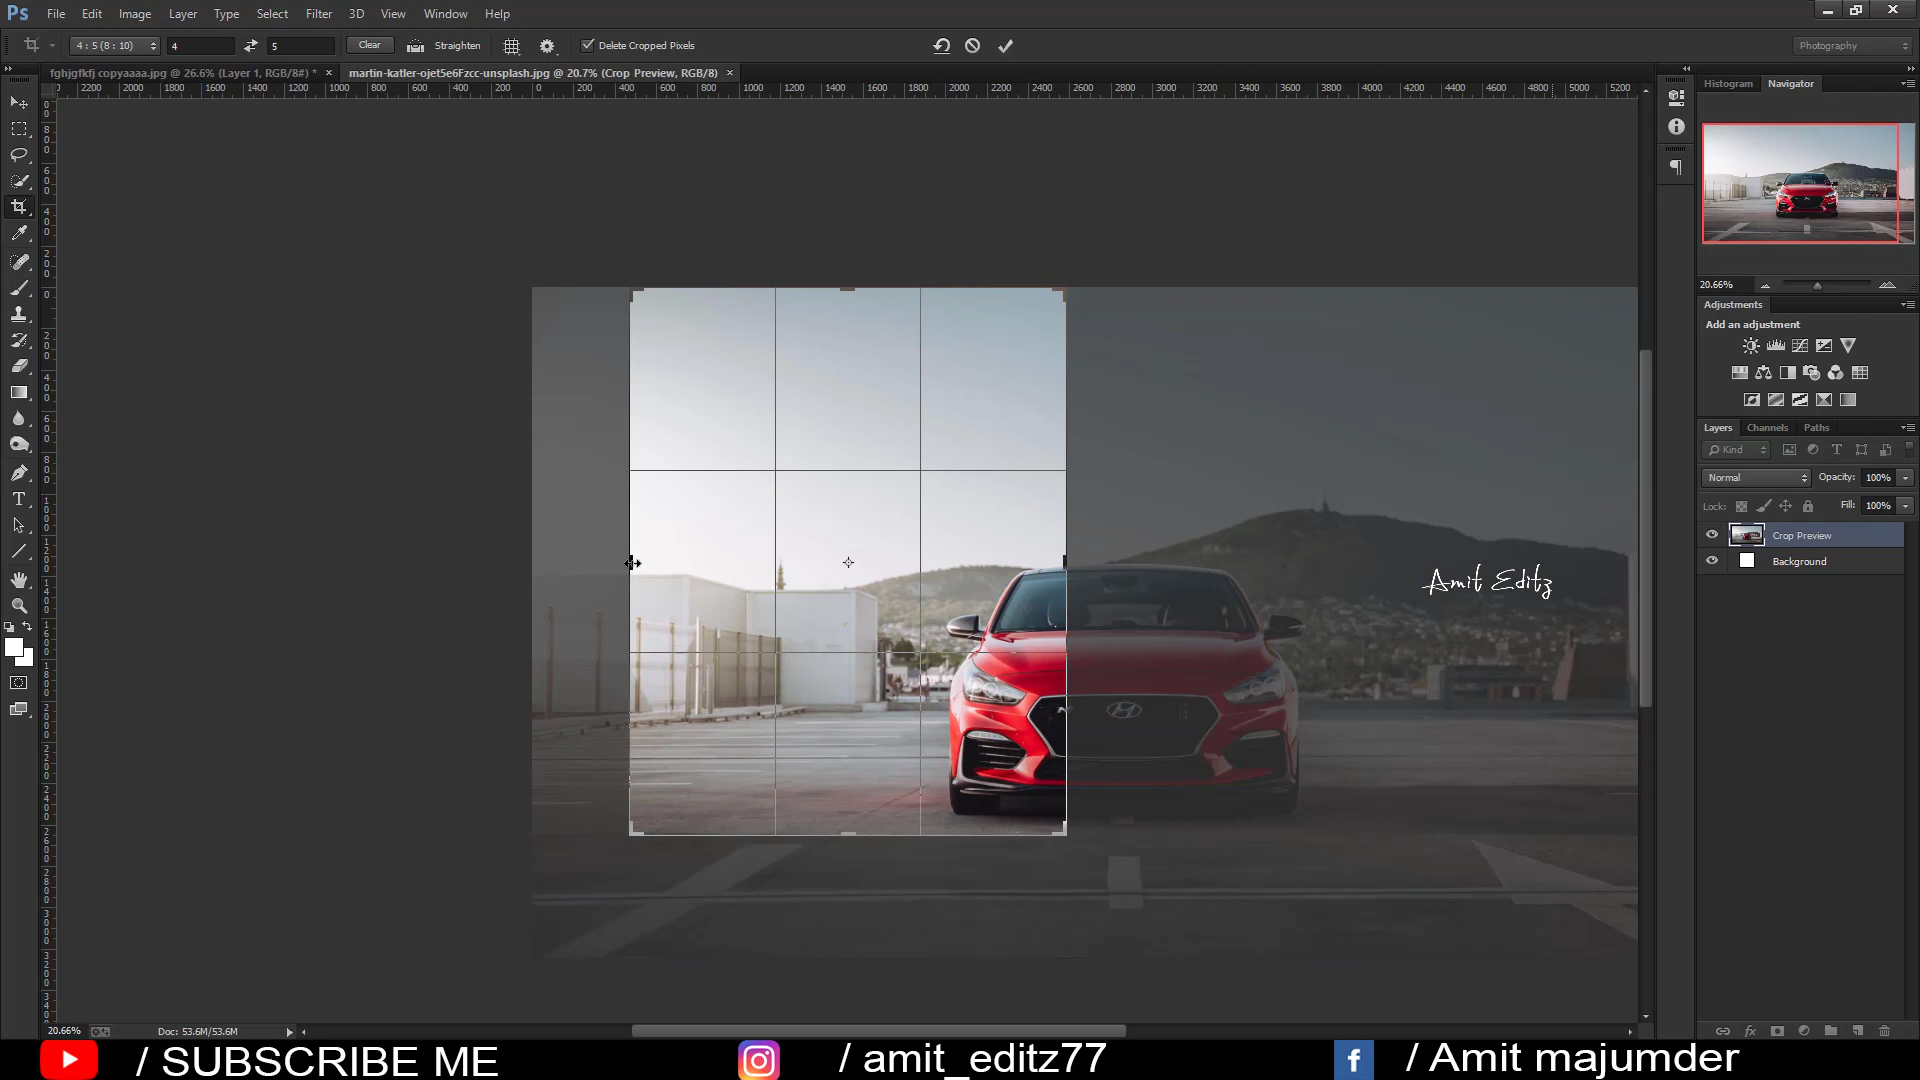 Ps File Edit Image Layer Type Select Filter 3D View Window Help
4 : 5 (8 : 10) 4 5 Clear Straighten Delete Cropped Pixels Photography
fghjgfkfj copyaaaa.jpg @ 26.6% (Layer 1, RGB/8#) * × martin-katler-ojet5e6Fzcc-unsplash.jpg @ 20.7% (Crop Preview, RGB/8) ×
Histogram Navigator
20.66%
Adjustments
Add an adjustment
Layers Channels Paths
Kind
Normal Opacity: 100%
Lock: Fill: 100%
Crop Preview
Background
Amit Editz
20.66% Doc: 53.6M/53.6M
/ SUBSCRIBE ME / amit_editz77 / Amit majumder